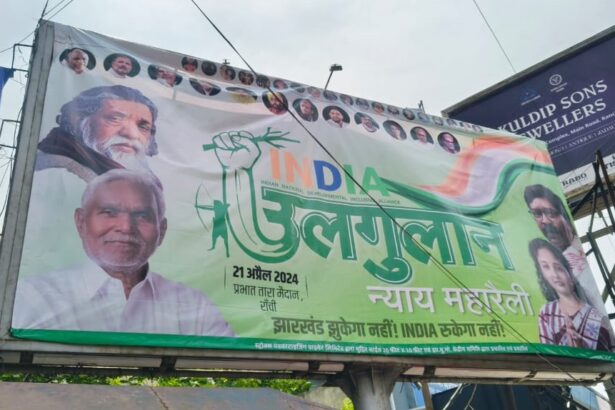 INDIA
INDIAN NATIONAL DEVELOPMENTAL INCLUSIVE ALLIANCE
उलगुलान
न्याय महारैली
21 अप्रैल 2024
प्रभात तारा मैदान,
राँची
झारखंड झुकेगा नहीं! INDIA रुकेगा नहीं!
KULDIP SONS
JEWELLERS